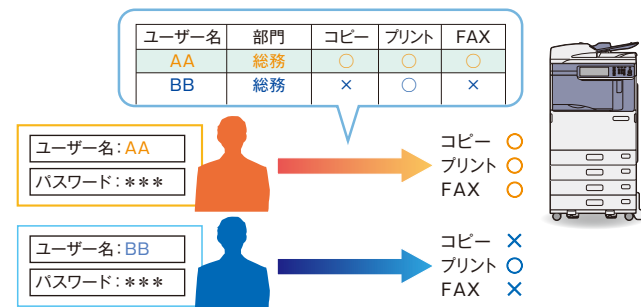 ユーザー名 部門 コピー プリント FAX
AA 総務 ○ ○ ○
BB 総務 × ○ ×
ユーザー名：AA
パスワード：＊＊＊
コピー ○
プリント ○
FAX ○
ユーザー名：BB
パスワード：＊＊＊
コピー ×
プリント ○
FAX ×